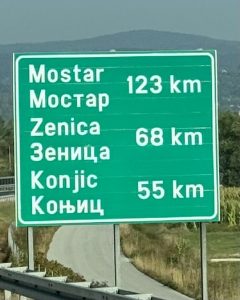 Mostar
Мостар 123 km
Zenica
Зеница 68 km
Konjic
Коњиц 55 km